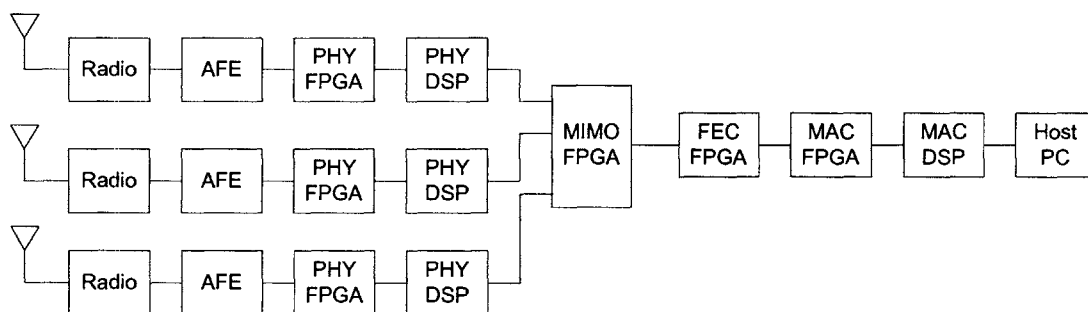 Radio
AFE
PHY
FPGA
PHY
DSP
Radio
AFE
PHY
FPGA
PHY
DSP
Radio
AFE
PHY
FPGA
PHY
DSP
MIMO
FPGA
FEC
FPGA
MAC
FPGA
MAC
DSP
Host
PC